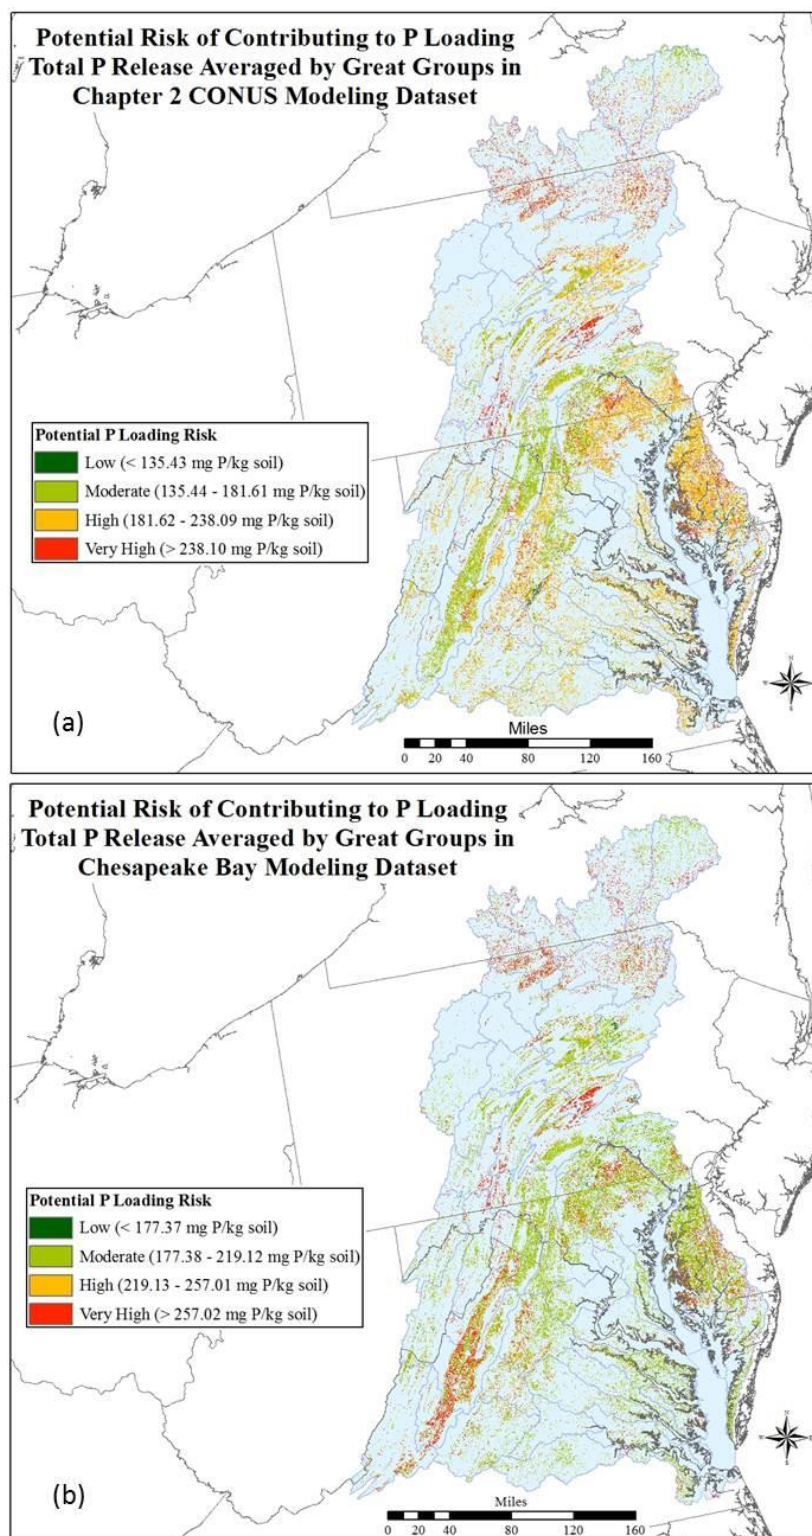 Potential Risk of Contributing to P Loading
Total P Release Averaged by Great Groups in
Chapter 2 CONUS Modeling Dataset
Potential P Loading Risk
Low (< 135.43 mg P/kg soil)
Moderate (135.44 - 181.61 mg P/kg soil)
High (181.62 - 238.09 mg P/kg soil)
Very High (> 238.10 mg P/kg soil)
N
W E
S
(a)
Miles
0 20 40 80 120 160
Potential Risk of Contributing to P Loading
Total P Release Averaged by Great Groups in
Chesapeake Bay Modeling Dataset
Potential P Loading Risk
Low (< 177.37 mg P/kg soil)
Moderate (177.38 - 219.12 mg P/kg soil)
High (219.13 - 257.01 mg P/kg soil)
Very High (> 257.02 mg P/kg soil)
N
W E
S
(b)
Miles
0 20 40 80 120 160